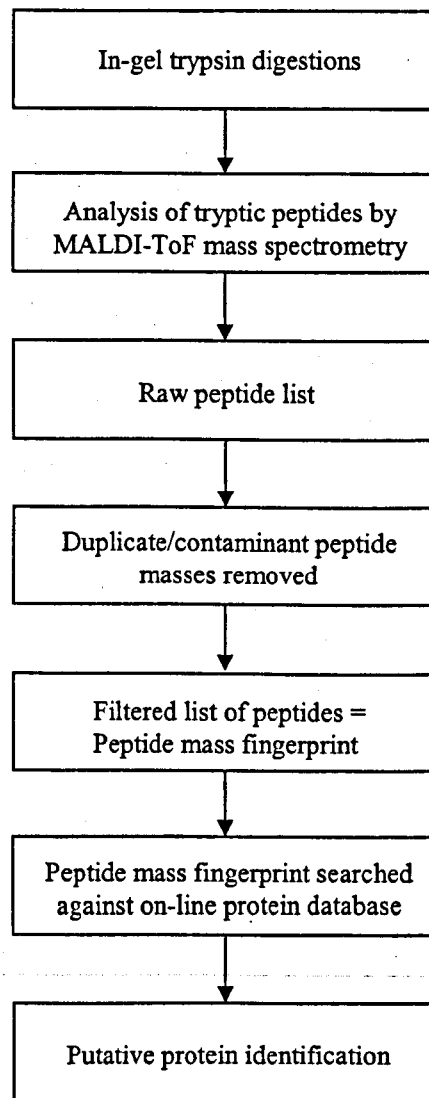 In-gel trypsin digestions
Analysis of tryptic peptides by
MALDI-ToF mass spectrometry
Raw peptide list
Duplicate/contaminant peptide
masses removed
Filtered list of peptides =
Peptide mass fingerprint
Peptide mass fingerprint searched
against on-line protein database
Putative protein identification